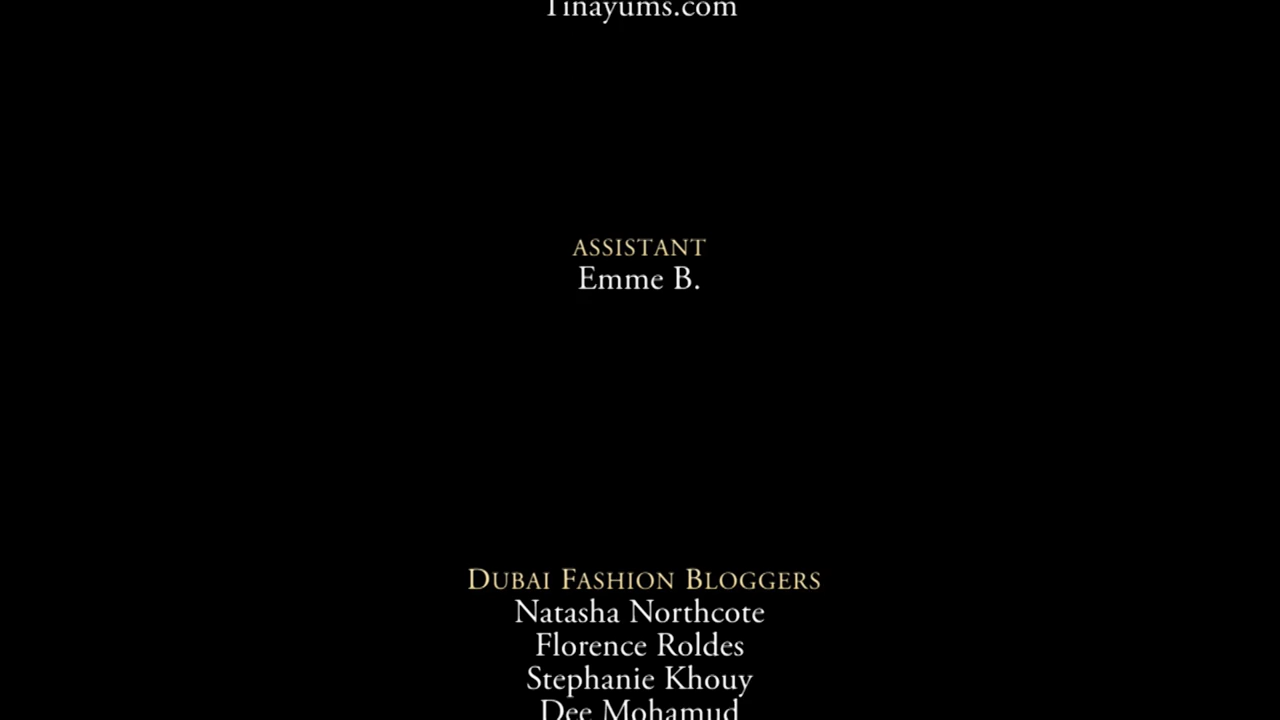 Tinayums.com
ASSISTANT
Emme B.
DUBAI FASHION BLOGGERS
Natasha Northcote
Florence Roldes
Stephanie Khouy
Dee Mohamud